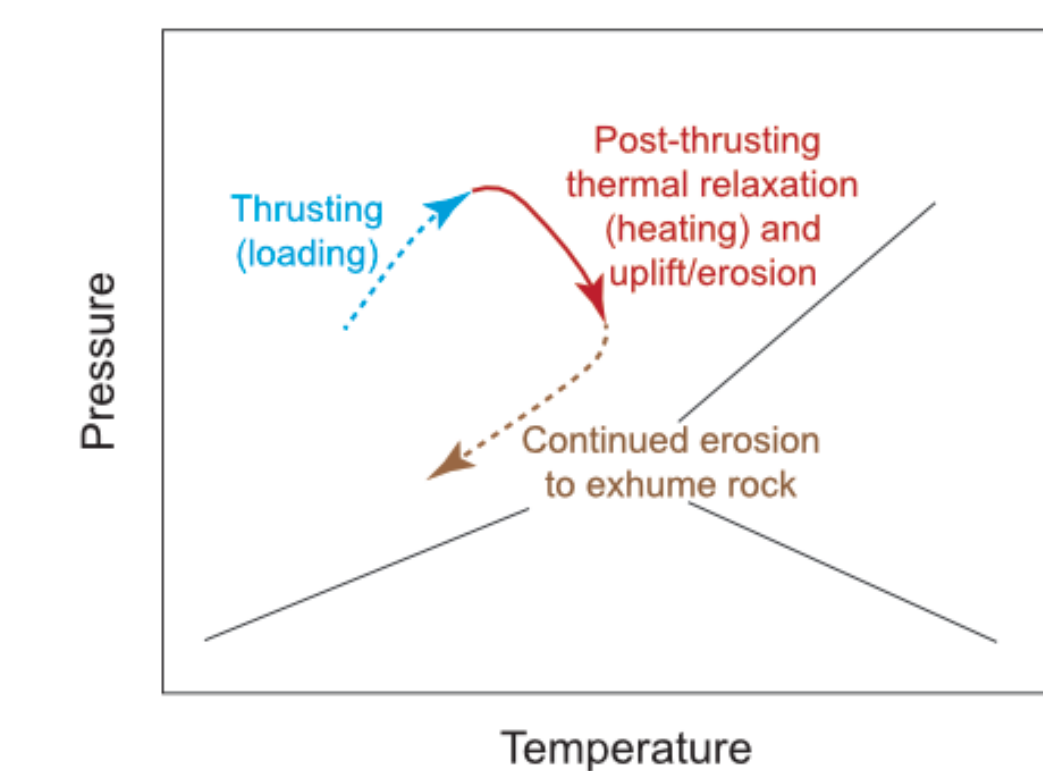 Post-thrusting
thermal relaxation
(heating) and
uplift/erosion
Thrusting
(loading)
Pressure
Continued erosion
to exhume rock
Temperature